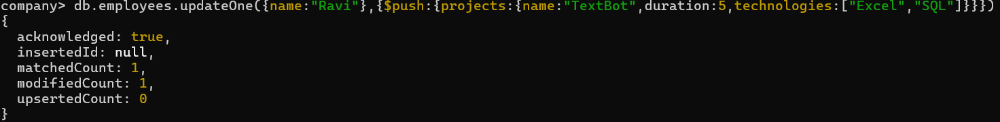 company> db.employees.updateOne({name:"Ravi"},{$push:{projects:{name:"TextBot",duration:5,technologies:["Excel","SQL"]}}})
{
  acknowledged: true,
  insertedId: null,
  matchedCount: 1,
  modifiedCount: 1,
  upsertedCount: 0
}